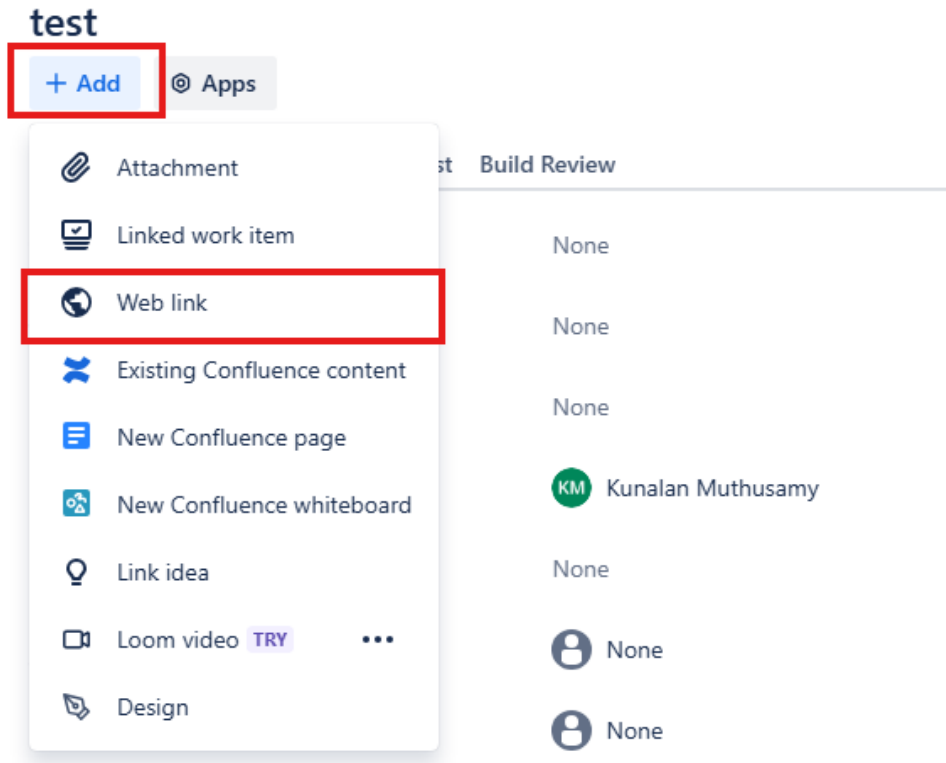 test
+ Add
Apps
Attachment
st Build Review
Linked work item
None
Web link
None
Existing Confluence content
None
New Confluence page
KM Kunalan Muthusamy
New Confluence whiteboard
Link idea
None
Loom video TRY
None
Design
None